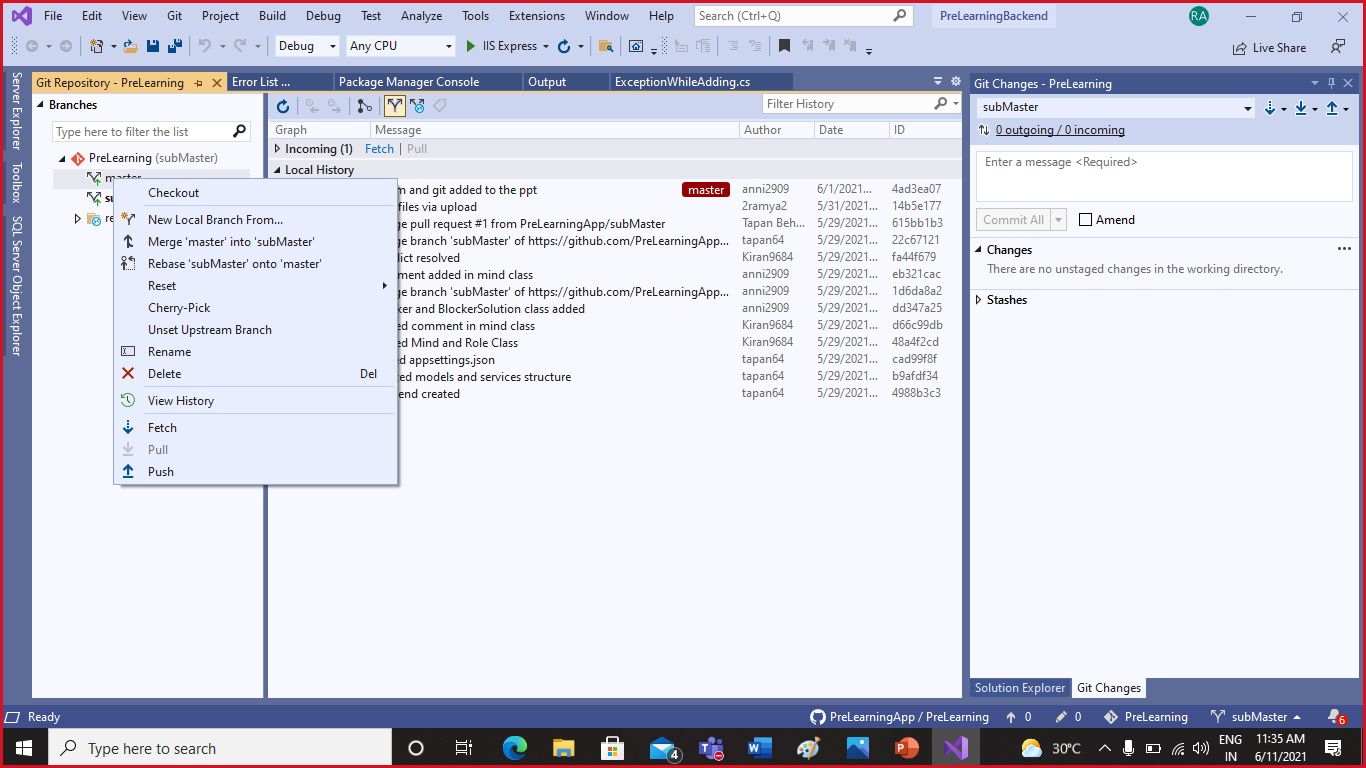 File Edit View Git Project Build Debug Test Analyze Tools Extensions Window Help Search (Ctrl+Q) PreLearningBackend RA
Debug Any CPU IIS Express Live Share
Server Explorer
Toolbox
SQL Server Object Explorer
Git Repository - PreLearning Error List ... Package Manager Console Output ExceptionWhileAdding.cs
Branches
Type here to filter the list
PreLearning (subMaster)
master
Checkout
New Local Branch From...
Merge 'master' into 'subMaster'
Rebase 'subMaster' onto 'master'
Reset
Cherry-Pick
Unset Upstream Branch
Rename
Delete Del
View History
Fetch
Pull
Push
Filter History
Graph Message Author Date ID
Incoming (1) Fetch | Pull
Local History
and git added to the ppt master anni2909 6/1/2021... 4ad3ea07
files via upload 2ramya2 5/31/2021... 14b5e177
pull request #1 from PreLearningApp/subMaster Tapan Beh... 5/29/2021... 615bb1b3
branch 'subMaster' of https://github.com/PreLearningApp... tapan64 5/29/2021... 22c67121
resolved Kiran9684 5/29/2021... fa44f679
added in mind class anni2909 5/29/2021... eb321cac
branch 'subMaster' of https://github.com/PreLearningApp... anni2909 5/29/2021... 1d6da8a2
and BlockerSolution class added anni2909 5/29/2021... dd347a25
comment in mind class Kiran9684 5/29/2021... d66c99db
Mind and Role Class Kiran9684 5/29/2021... 48a4f2cd
appsettings.json tapan64 5/29/2021... cad99f8f
models and services structure tapan64 5/29/2021... b9afdf34
created tapan64 5/29/2021... 4988b3c3
Git Changes - PreLearning
subMaster
0 outgoing / 0 incoming
Enter a message <Required>
Commit All Amend
Changes ...
There are no unstaged changes in the working directory.
Stashes
Solution Explorer Git Changes
Ready PreLearningApp / PreLearning 0 0 PreLearning subMaster 6
Type here to search 4 30°C ENG IN 11:35 AM 6/11/2021